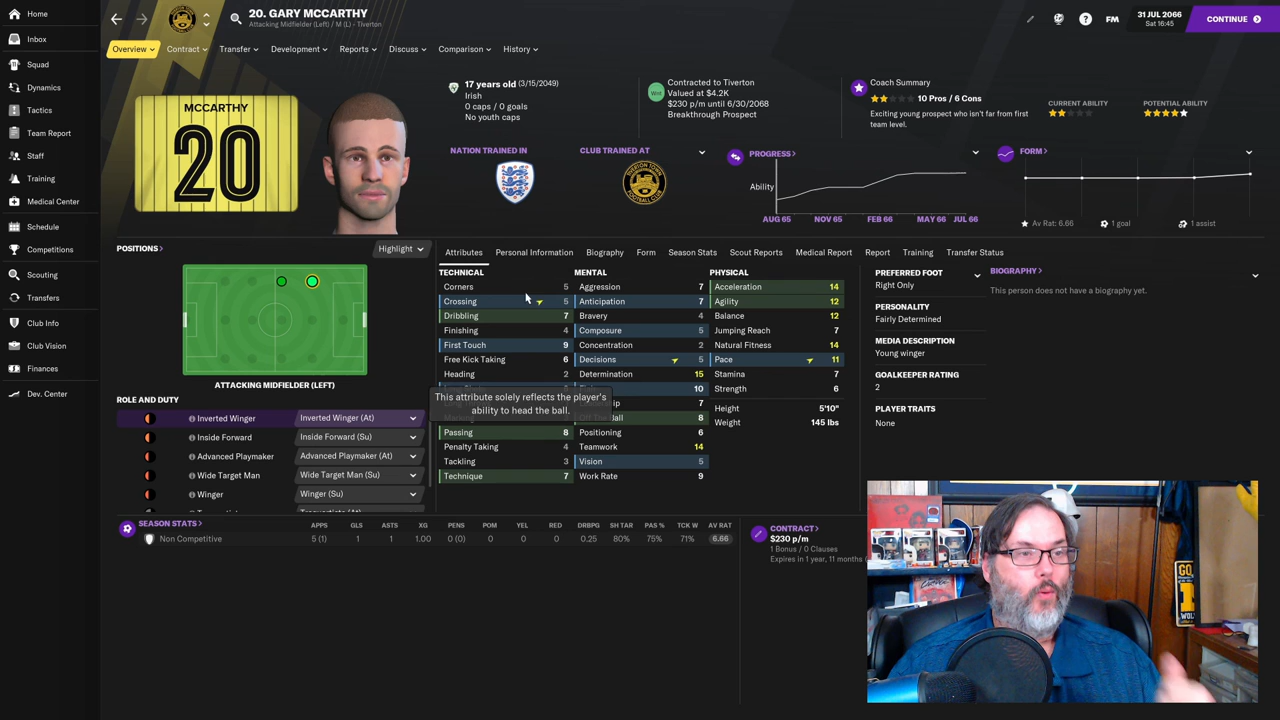 Home
Inbox
Squad
Dynamics
Tactics
Team Report
Staff
Training
Medical Center
Schedule
Competitions
Scouting
Transfers
Club Info
Club Vision
Finances
Dev. Center
20. GARY MCCARTHY
Attacking Midfielder (Left) / M (L) - Tiverton
FM
31 JUL 2066
Sat 16:45
CONTINUE
Overview
Contract
Transfer
Development
Reports
Discuss
Comparison
History
MCCARTHY
20
17 years old (3/15/2049)
Irish
0 caps / 0 goals
No youth caps
Wnt
Contracted to Tiverton
Valued at $4.2K
$230 p/m until 6/30/2068
Breakthrough Prospect
Coach Summary
10 Pros / 6 Cons
Exciting young prospect who isn't far from first
team level.
CURRENT ABILITY
POTENTIAL ABILITY
NATION TRAINED IN
CLUB TRAINED AT
PROGRESS
Ability
AUG 65 NOV 65 FEB 66 MAY 66 JUL 66
FORM
Av Rat: 6.66
1 goal
1 assist
POSITIONS
Highlight
ATTACKING MIDFIELDER (LEFT)
ROLE AND DUTY
Inverted Winger Inverted Winger (At)
Inside Forward Inside Forward (Su)
Advanced Playmaker Advanced Playmaker (At)
Wide Target Man Wide Target Man (Su)
Winger Winger (Su)
Attributes
Personal Information
Biography
Form
Season Stats
Scout Reports
Medical Report
Report
Training
Transfer Status
TECHNICAL
Corners 5
Crossing 5
Dribbling 7
Finishing 4
First Touch 9
Free Kick Taking 6
Heading 2
This attribute solely reflects the player's
ability to head the ball.
Passing 8
Penalty Taking 4
Tackling 3
Technique 7
MENTAL
Aggression 7
Anticipation 7
Bravery 4
Composure 5
Concentration 2
Decisions 5
Determination 15
10
7
8
Positioning 6
Teamwork 14
Vision 5
Work Rate 9
PHYSICAL
Acceleration 14
Agility 12
Balance 12
Jumping Reach 7
Natural Fitness 14
Pace 11
Stamina 7
Strength 6
Height 5'10"
Weight 145 lbs
PREFERRED FOOT
Right Only
PERSONALITY
Fairly Determined
MEDIA DESCRIPTION
Young winger
GOALKEEPER RATING
2
PLAYER TRAITS
None
BIOGRAPHY
This person does not have a biography yet.
SEASON STATS
APPS GLS ASTS XG PENS POM YEL RED DRBPG SH TAR PAS % TCK W AV RAT
Non Competitive 5 (1) 1 1 1.00 0 (0) 0 0 0 0.25 80% 75% 71% 6.66
CONTRACT
$230 p/m
1 Bonus / 0 Clauses
Expires in 1 year, 11 months
GO